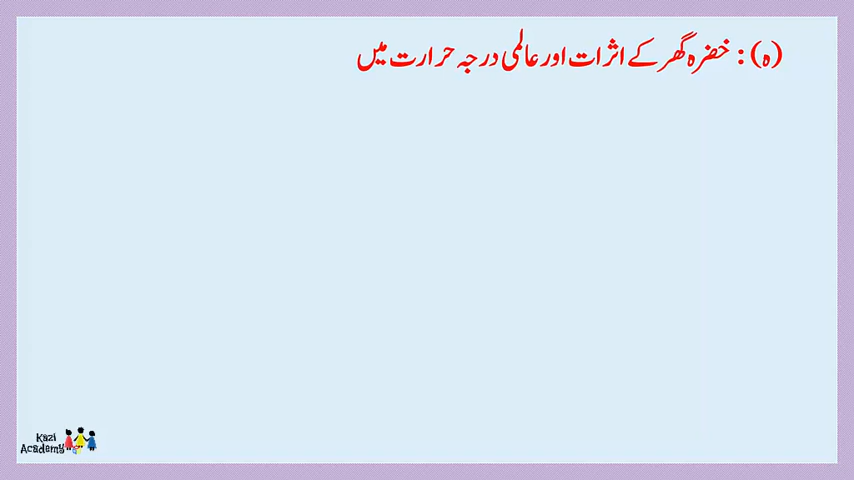 (ہ) : خضرہ گھر کے اثرات اور عالمی درجہ حرارت میں
Kazi
Academy